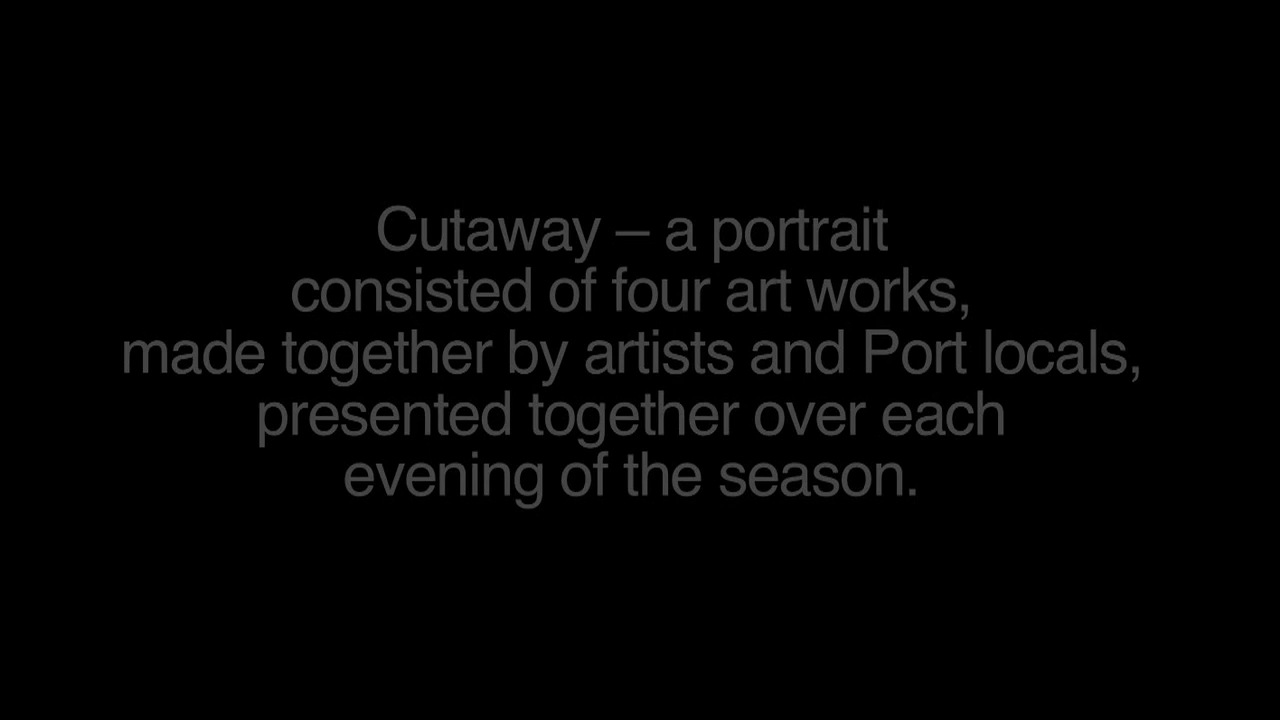 Cutaway – a portrait
consisted of four art works,
made together by artists and Port locals,
presented together over each
evening of the season.